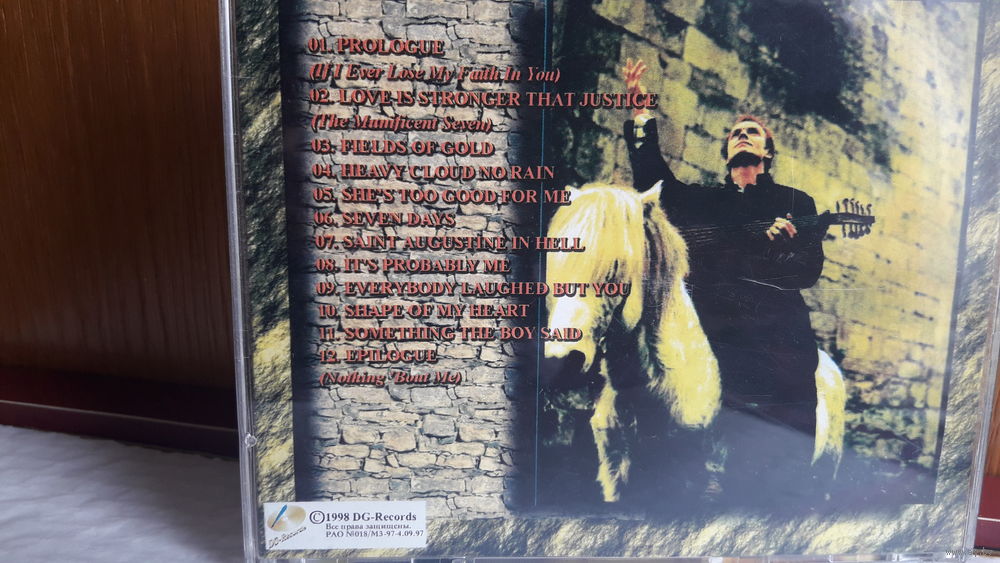 01. PROLOGUE
(If I Ever Lose My Faith In You)
02. LOVE IS STRONGER THAT JUSTICE
(The Munificent Seven)
03. FIELDS OF GOLD
04. HEAVY CLOUD NO RAIN
05. SHE'S TOO GOOD FOR ME
06. SEVEN DAYS
07. SAINT AUGUSTINE IN HELL
08. IT'S PROBABLY ME
09. EVERYBODY LAUGHED BUT YOU
10. SHAPE OF MY HEART
11. SOMETHING THE BOY SAID
12. EPILOGUE
(Nothing 'Bout Me)
©1998 DG-Records
Все права защищены.
РАО №018/МЗ-97-4.09.97
DG-Records